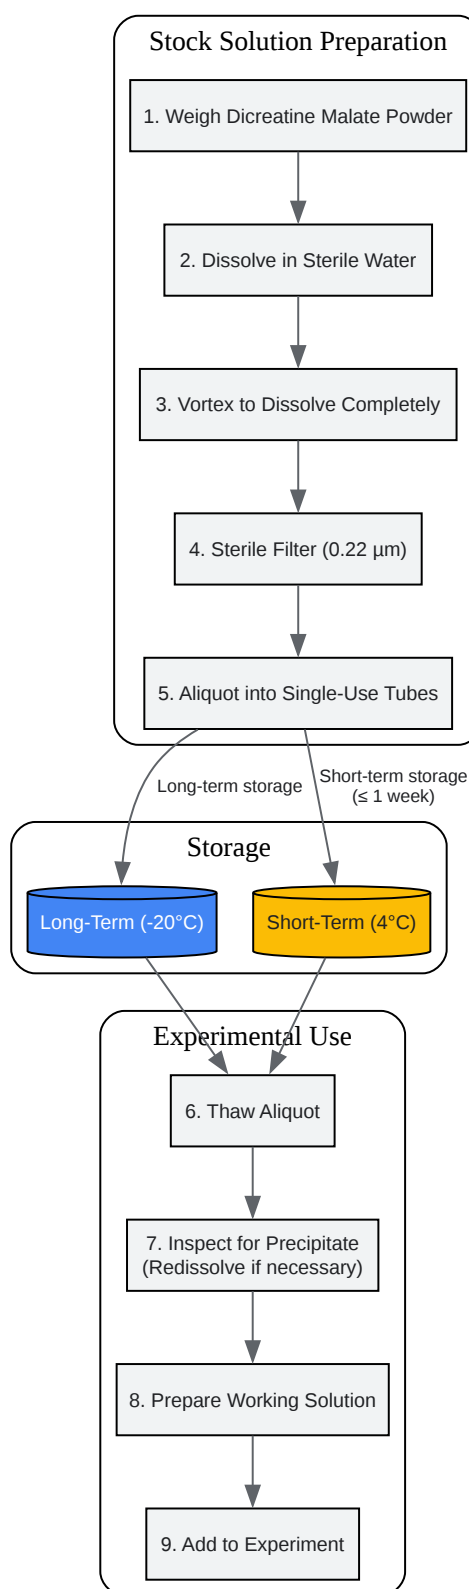 Stock Solution Preparation
1. Weigh Dicreatine Malate Powder
2. Dissolve in Sterile Water
3. Vortex to Dissolve Completely
4. Sterile Filter (0.22 µm)
5. Aliquot into Single-Use Tubes
Long-term storage
Short-term storage
(≤ 1 week)
Storage
Long-Term (-20°C)
Short-Term (4°C)
Experimental Use
6. Thaw Aliquot
7. Inspect for Precipitate
(Redissolve if necessary)
8. Prepare Working Solution
9. Add to Experiment